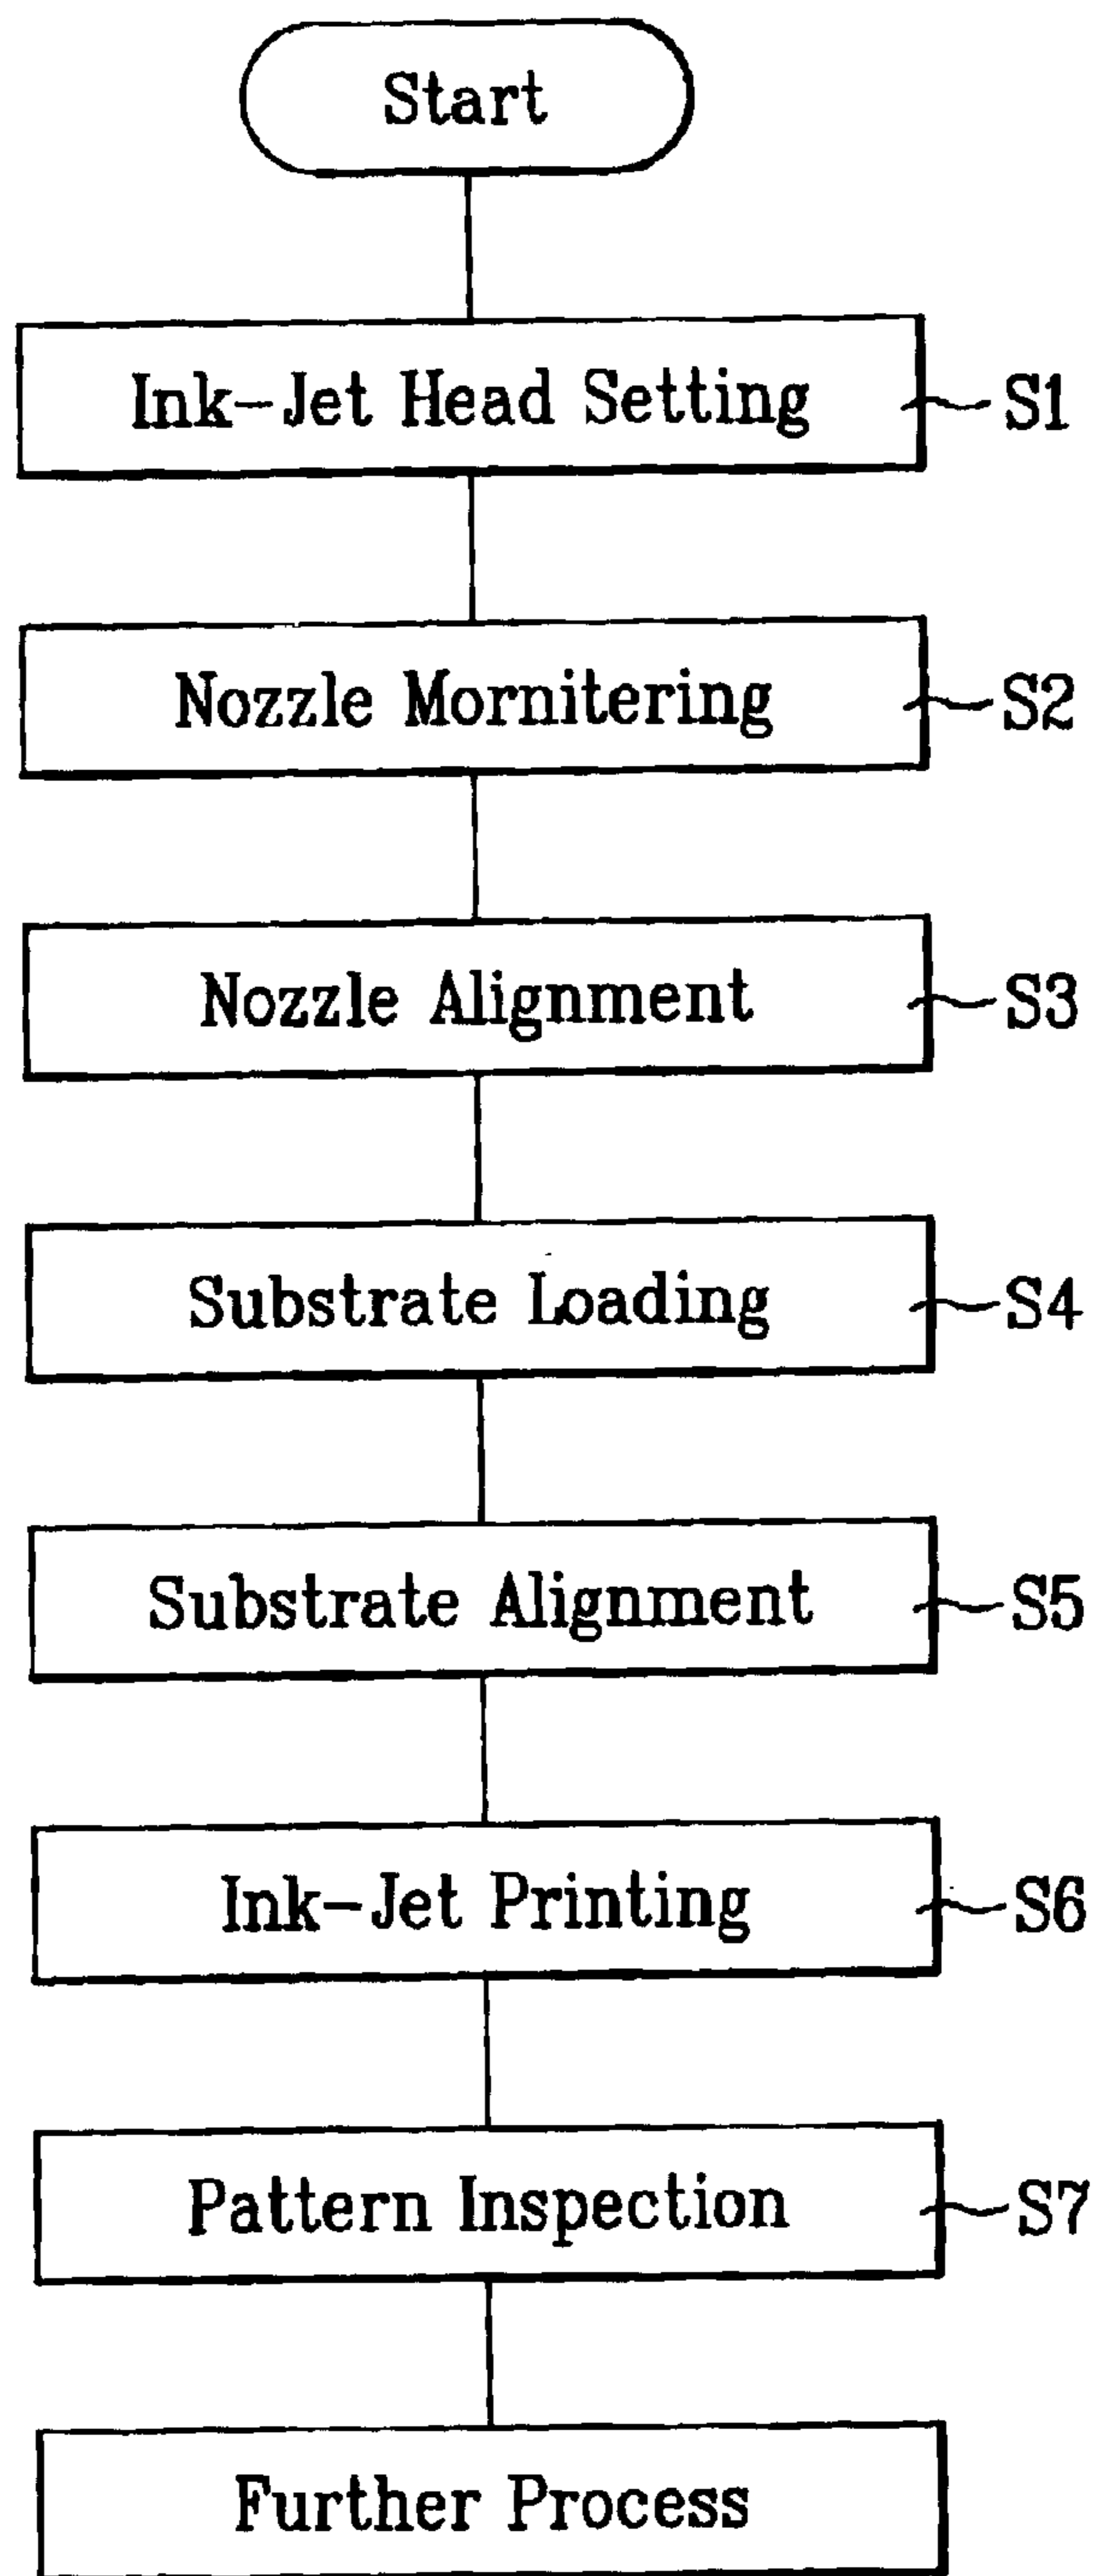 Start
Ink-Jet Head Setting S1
Nozzle Mornitering S2
Nozzle Alignment S3
Substrate Loading S4
Substrate Alignment S5
Ink-Jet Printing S6
Pattern Inspection S7
Further Process